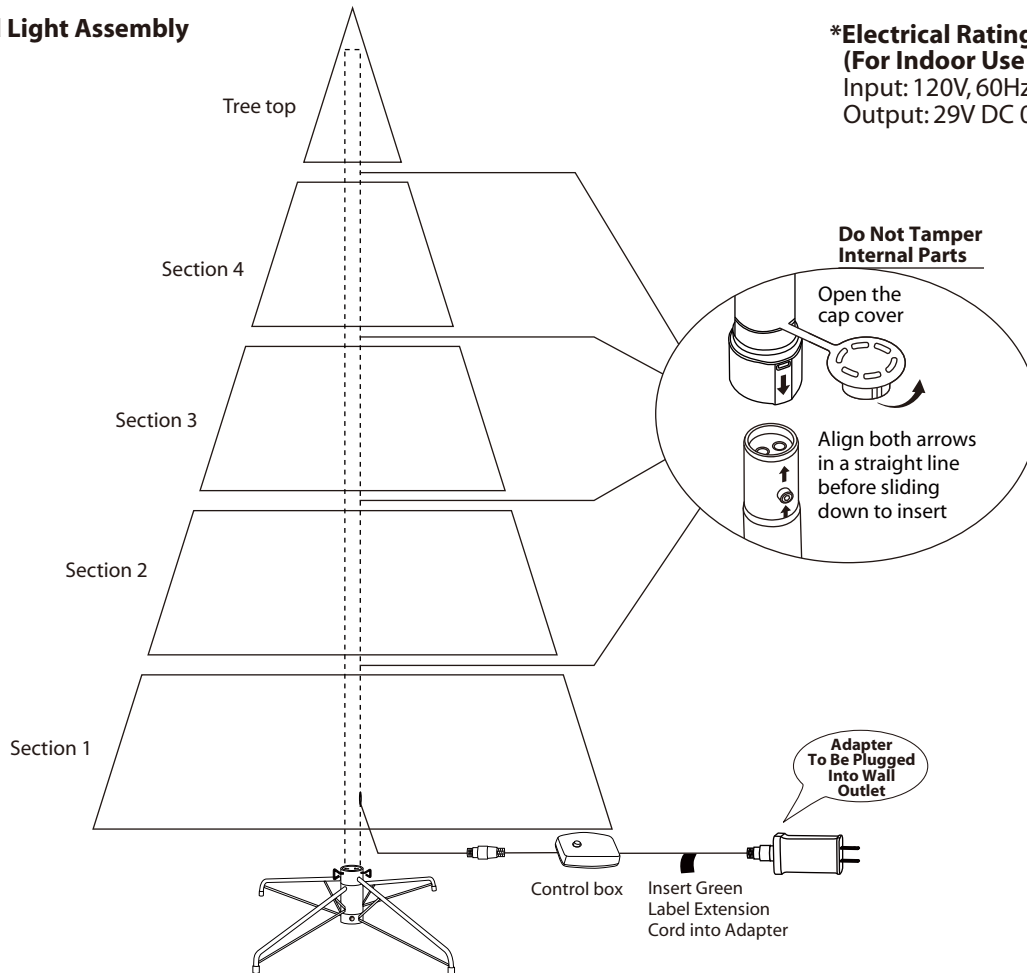 Light Assembly
*Electrical Rating
(For Indoor Use
Input: 120V, 60Hz
Output: 29V DC
Tree top
Section 4
Section 3
Section 2
Section 1
Do Not Tamper
Internal Parts
Open the
cap cover
Align both arrows
in a straight line
before sliding
down to insert
Adapter
To Be Plugged
Into Wall
Outlet
Control box
Insert Green
Label Extension
Cord into Adapter